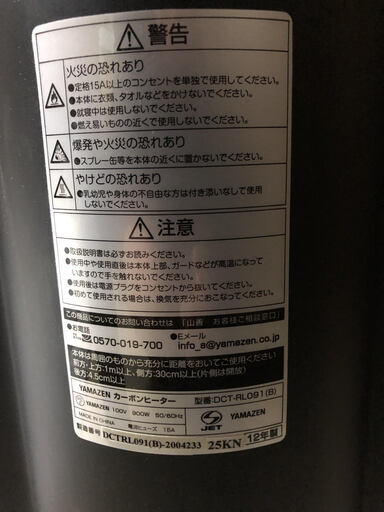 警告
火災の恐れあり
●定格15A以上のコンセントを単独で使用してください。
●本体に衣類、タオルなどをかけないでください。
●就寝中は使用しないでください。
●燃え易いものの近くで使用しないでください。
爆発や火災の恐れあり
●スプレー缶等を本体の近くに置かないでください。
やけどの恐れあり
●乳幼児や身体の不自由な方は付き添いなしで使用しないでください。
注意
●取扱説明書は必ずお読みください。
●使用中や使用直後は本体上部、ガードなどが高温になっていますので手を触れないでください。
●使用後は電源プラグをコンセントから抜いてください。
●初めて使用される場合は、換気を充分におこなってください。
この商品についてのお問い合わせは「山善 お客様ご相談窓口」
●お電話 ●Eメール
0570-019-700 info_a@yamazen.co.jp
本体は周囲のものから充分に距離をおいてご使用ください
前方・上方:1m以上、側方:30cm以上(片側は開放)
後方:4.5cm以上
YAMAZEN カーボンヒーター 型番:DCT-RL091(B)
YAMAZEN 100V 900W 50/60Hz
MADE IN CHINA 電流ヒューズ 15A
JET YAMAZEN
製造番号 DCTRL091(B)-2004233 25KN 12年製